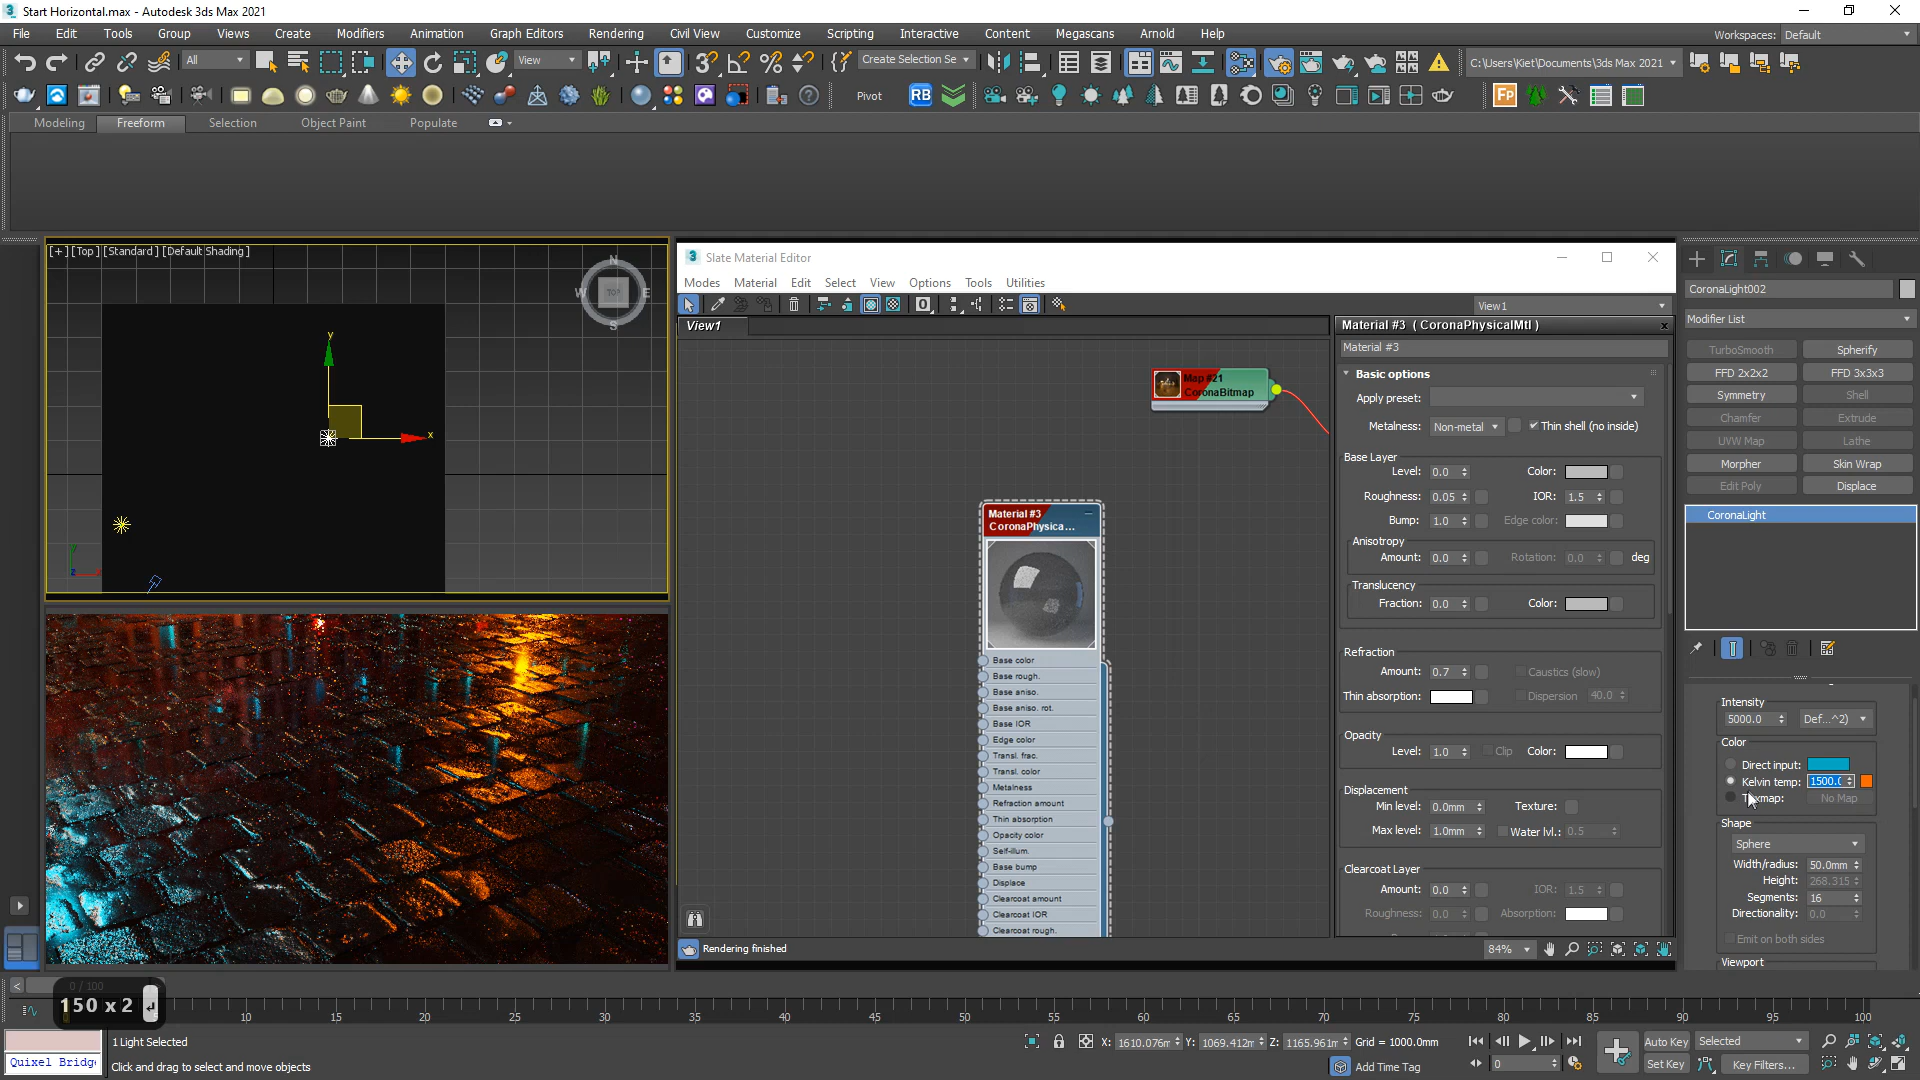 Start Horizontal.max - Autodesk 3ds Max 2021
File Edit Tools Group Views Create Modifiers Animation Graph Editors Rendering Civil View Customize Scripting Interactive Content Megascans Arnold Help
Workspaces: Default
All
View
Create Selection Se
C:\Users\Kiet\Documents\3ds Max 2021
Pivot
RB
Fp
Modeling Freeform Selection Object Paint Populate
[+] [Top ] [Standard ] [Default Shading ]
N
W TOP E
S
y
x
Slate Material Editor
Modes Material Edit Select View Options Tools Utilities
View1
View1
Map #21
CoronaBitmap
Material #3
CoronaPhysica...
Base color
Base rough.
Base aniso.
Base aniso. rot.
Base IOR
Edge color
Transl. frac.
Transl. color
Metalness
Refraction amount
Thin absorption
Opacity color
Self-illum.
Base bump
Displace
Clearcoat amount
Clearcoat IOR
Clearcoat rough.
Rendering finished
84%
Material #3 ( CoronaPhysicalMtl )
Material #3
Basic options
Apply preset:
Metalness: Non-metal Thin shell (no inside)
Base Layer
Level: 0.0 Color:
Roughness: 0.05 IOR: 1.5
Bump: 1.0 Edge color:
Anisotropy
Amount: 0.0 Rotation: 0.0 deg
Translucency
Fraction: 0.0 Color:
Refraction
Amount: 0.7 Caustics (slow)
Thin absorption: Dispersion 40.0
Opacity
Level: 1.0 Clip Color:
Displacement
Min level: 0.0mm Texture:
Max level: 1.0mm Water lvl.: 0.5
Clearcoat Layer
Amount: 0.0 IOR: 1.5
Roughness: 0.0 Absorption:
CoronaLight002
Modifier List
TurboSmooth Spherify
FFD 2x2x2 FFD 3x3x3
Symmetry Shell
Chamfer Extrude
UVW Map Lathe
Morpher Skin Wrap
Edit Poly Displace
CoronaLight
Intensity
5000.0 Def...^2)
Color
Direct input:
Kelvin temp: 1500.0
No Map
Shape
Sphere
Width/radius: 50.0mm
Height: 268.315
Segments: 16
Directionality: 0.0
Emit on both sides
Viewport
0 / 100
150 x 2
10 15 20 25 30 35 40 45 50 55 60 65 70 75 80 85 90 95 100
Quixel Bridg
1 Light Selected
Click and drag to select and move objects
X: 1610.076m Y: 1069.412m Z: 1165.961m Grid = 1000.0mm
Add Time Tag
0
Auto Key Selected
Set Key Key Filters...